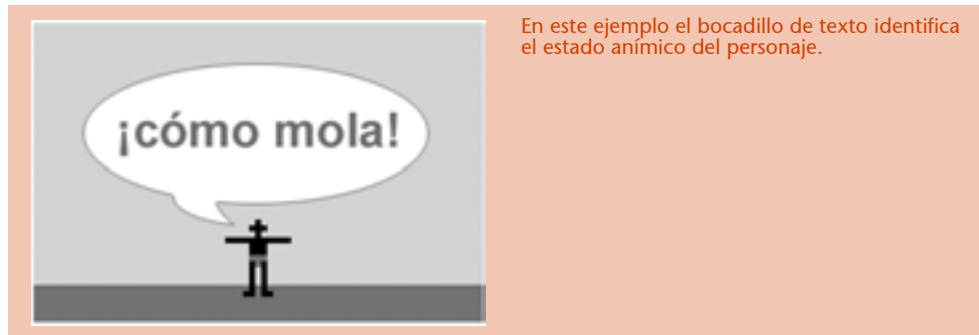 ¡cómo mola!
En este ejemplo el bocadillo de texto identifica
el estado anímico del personaje.